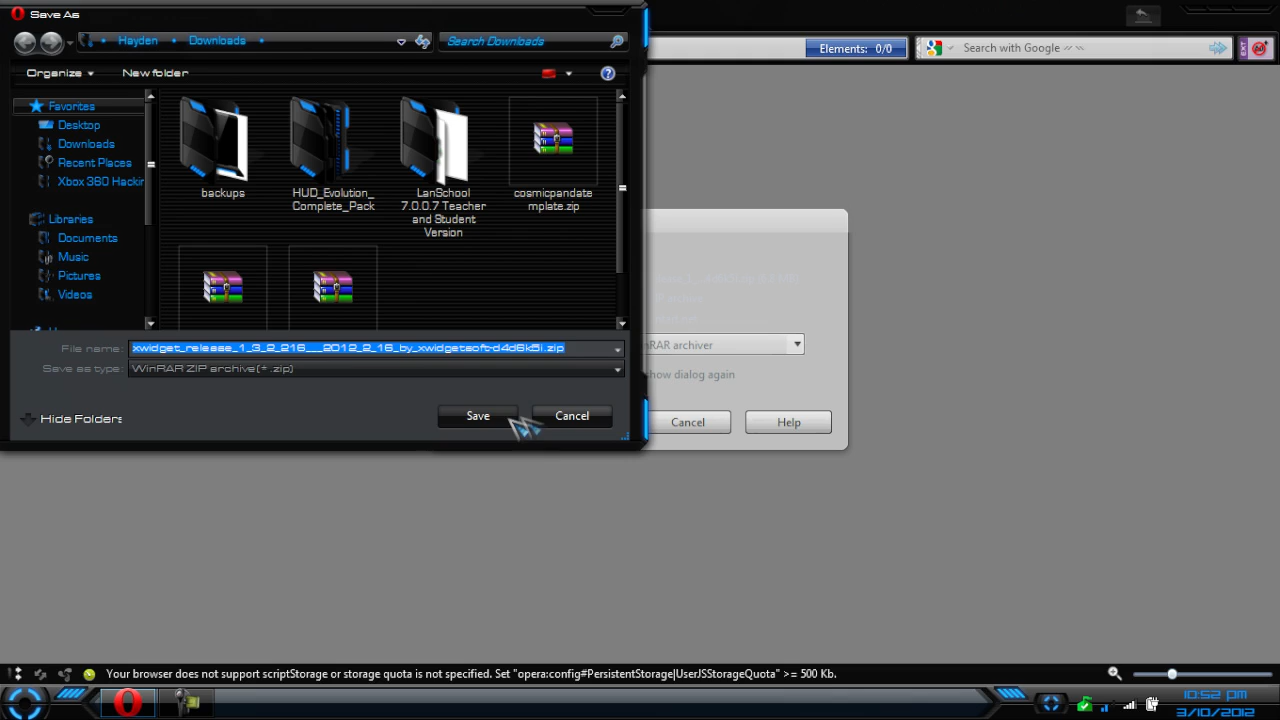 Save As
Hayden
Downloads
Search Downloads
Elements: 0/0
Search with Google
EXT
Organize
New folder
Favorites
Desktop
Downloads
Recent Places
Xbox 360 Hackin
Libraries
Documents
Music
Pictures
Videos
backups
HUD_Evolution_
Complete_Pack
LanSchool
7.0.0.7 Teacher
and Student
Version
cosmicpandate
mplate.zip
File name:
xwidget_release_1_3_2_216___2012_2_16_by_xwidgetsoft-d4d6k5i.zip
Save as type:
WinRAR ZIP archive(*.zip)
nRAR archiver
show dialog again
Hide Folders
Save
Cancel
Cancel
Help
Your browser does not support scriptStorage or storage quota is not specified. Set "opera:config#PersistentStorage|UserJSStorageQuota" >= 500 Kb.
10:52 pm
3/10/2012